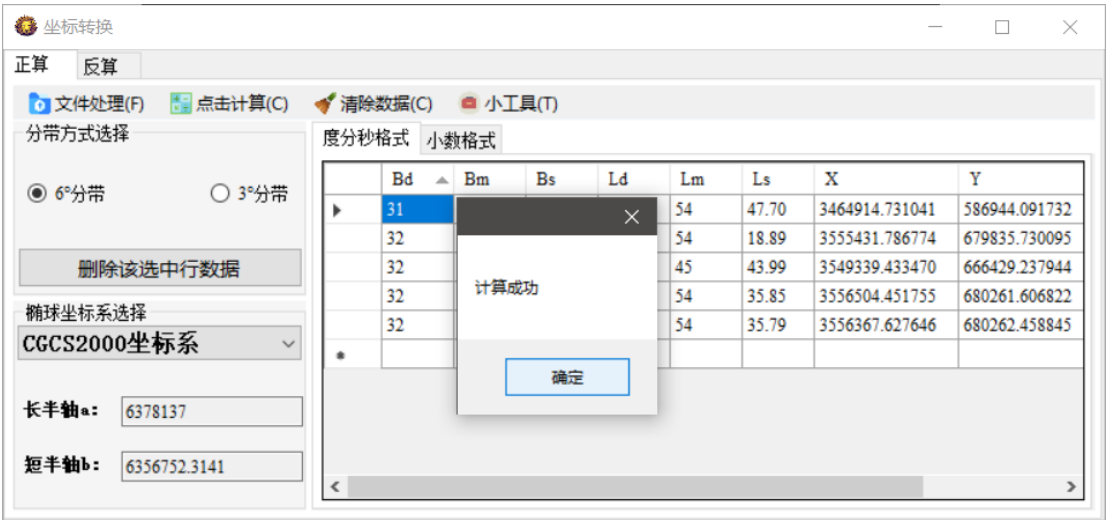 坐标转换
正算 反算
文件处理(F) 点击计算(C) 清除数据(C) 小工具(T)
分带方式选择
6°分带 3°分带
删除该选中行数据
椭球坐标系选择
CGCS2000坐标系
长半轴a: 6378137
短半轴b: 6356752.3141
度分秒格式 小数格式
Bd Bm Bs Ld Lm Ls X Y
31 54 47.70 3464914.731041 586944.091732
32 54 18.89 3555431.786774 679835.730095
32 45 43.99 3549339.433470 666429.237944
32 54 35.85 3556504.451755 680261.606822
32 54 35.79 3556367.627646 680262.458845
计算成功
确定